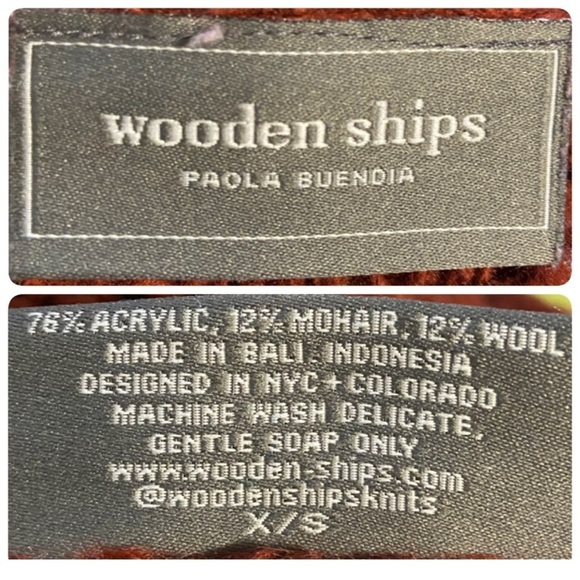 wooden ships
PAOLA BUENDIA
76% ACRYLIC, 12% MOHAIR, 12% WOOL
MADE IN BALI, INDONESIA
DESIGNED IN NYC + COLORADO
MACHINE WASH DELICATE,
GENTLE SOAP ONLY
www.wooden-ships.com
@woodenshipsknits
X/S